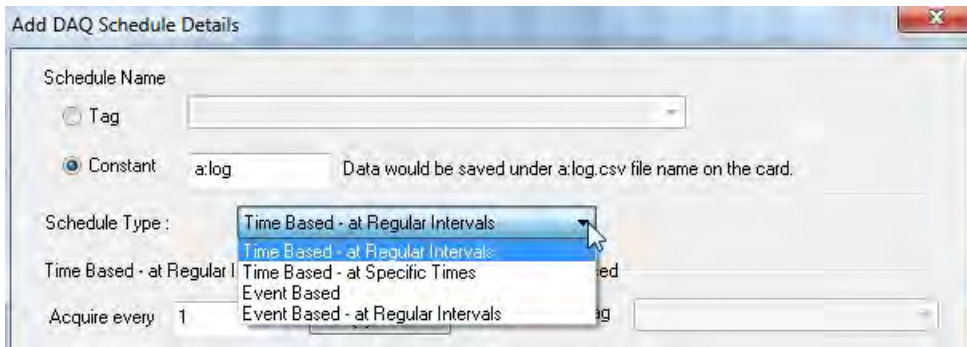 Add DAQ Schedule Details
Schedule Name
Tag
Constant a:log Data would be saved under a:log.csv file name on the card.
Schedule Type : Time Based - at Regular Intervals
Time Based - at Regular Intervals
Time Based - at Regular I Time Based - at Specific Times
Event Based
Acquire every 1 Event Based - at Regular Intervals